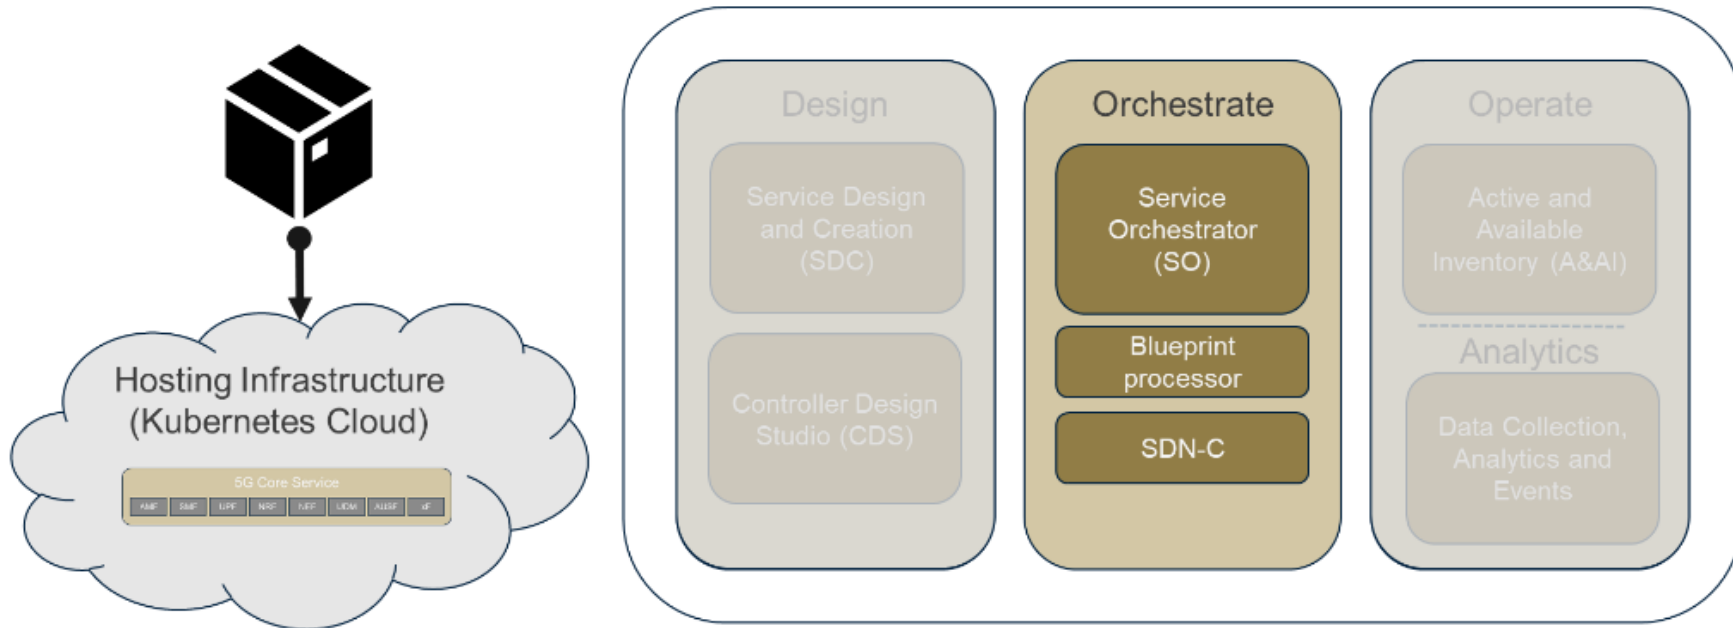 Hosting Infrastructure
(Kubernetes Cloud)
5G Core Service
AMF SMF UPF NRF NEF UDM AUSF xF
Design
Service Design
and Creation
(SDC)
Controller Design
Studio (CDS)
Orchestrate
Service
Orchestrator
(SO)
Blueprint
processor
SDN-C
Operate
Active and
Available
Inventory (A&AI)
Analytics
Data Collection,
Analytics and
Events